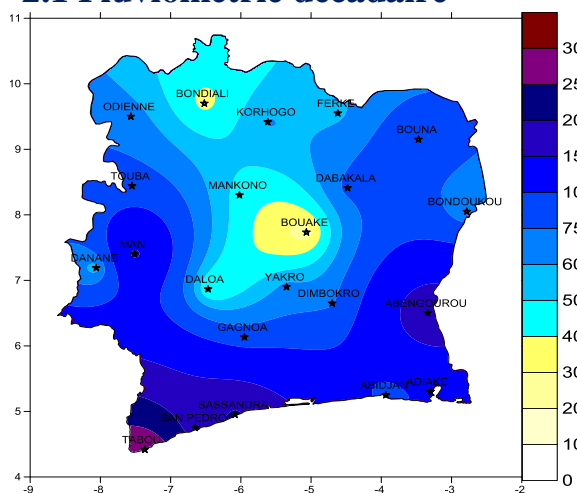 2.1 Pluviométrie décadaire
11
10
9
8
7
6
5
4
-9
-8
-7
-6
-5
-4
-3
-2
BONDIALI
ODIENNE
KORHOGO
FERKE
BOUNA
TOUBA
MANKONO
DABAKALA
BONDOUKOU
BOUAKE
MAN
DANANE
DALOA
YAKRO
DIMBOKRO
ABENGOUROU
GAGNOA
ABIDJAN
ADIAKE
SASSANDRA
SAN PEDRO
TABOU
30
25
20
15
10
75
50
40
30
20
10
0